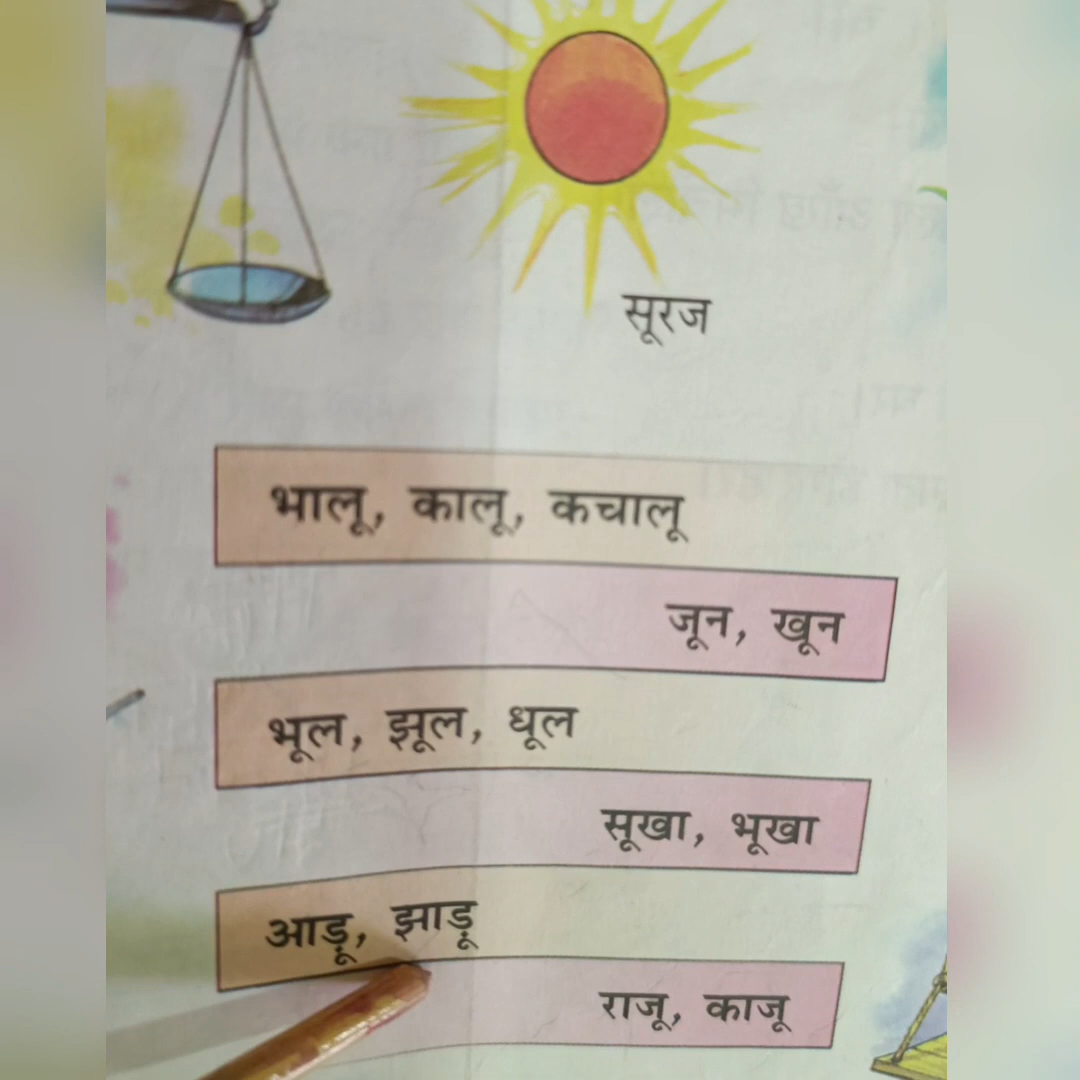 सूरज
भालू, कालू, कचालू
जून, खून
भूल, झूल, धूल
सूखा, भूखा
आड़ू, झाड़ू
राजू, काजू